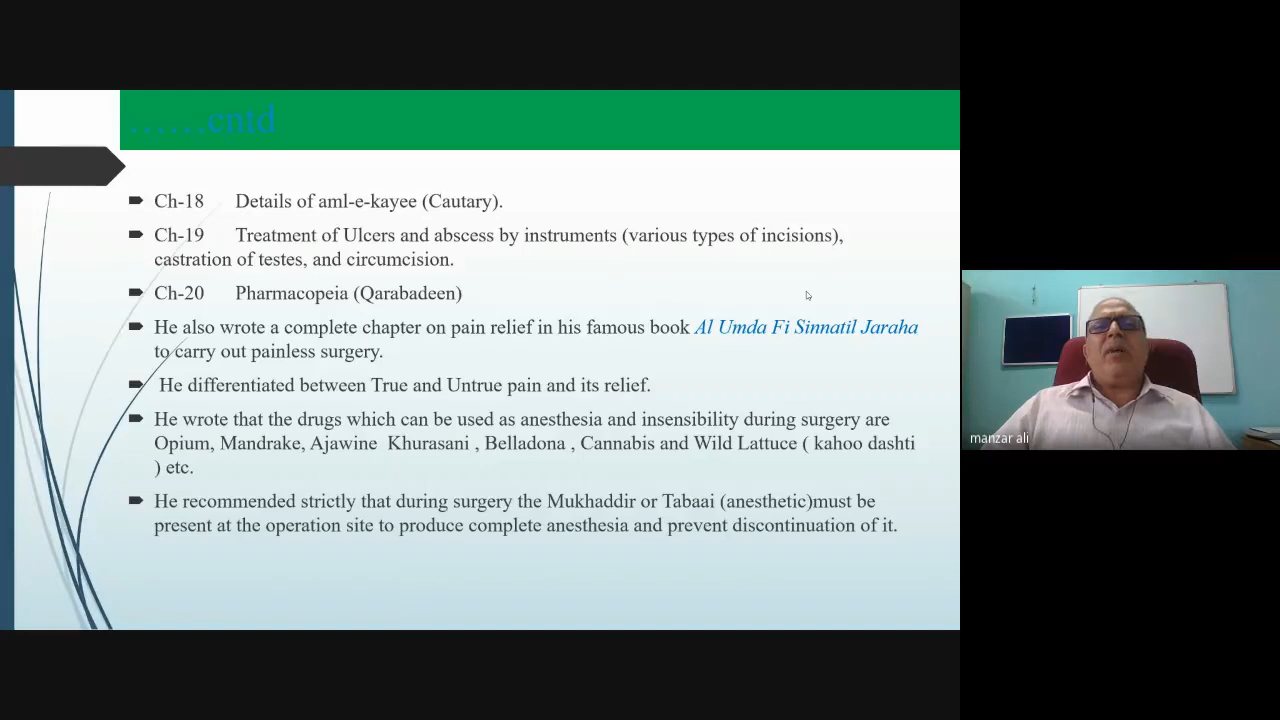 ......cntd
Ch-18 Details of aml-e-kayee (Cautary).
Ch-19 Treatment of Ulcers and abscess by instruments (various types of incisions),
castration of testes, and circumcision.
Ch-20 Pharmacopeia (Qarabadeen)
He also wrote a complete chapter on pain relief in his famous book Al Umda Fi Sinnatil Jaraha
to carry out painless surgery.
He differentiated between True and Untrue pain and its relief.
He wrote that the drugs which can be used as anesthesia and insensibility during surgery are
Opium, Mandrake, Ajawine Khurasani , Belladona , Cannabis and Wild Lattuce ( kahoo dashti
) etc.
He recommended strictly that during surgery the Mukhaddir or Tabaai (anesthetic)must be
present at the operation site to produce complete anesthesia and prevent discontinuation of it.
manzar ali